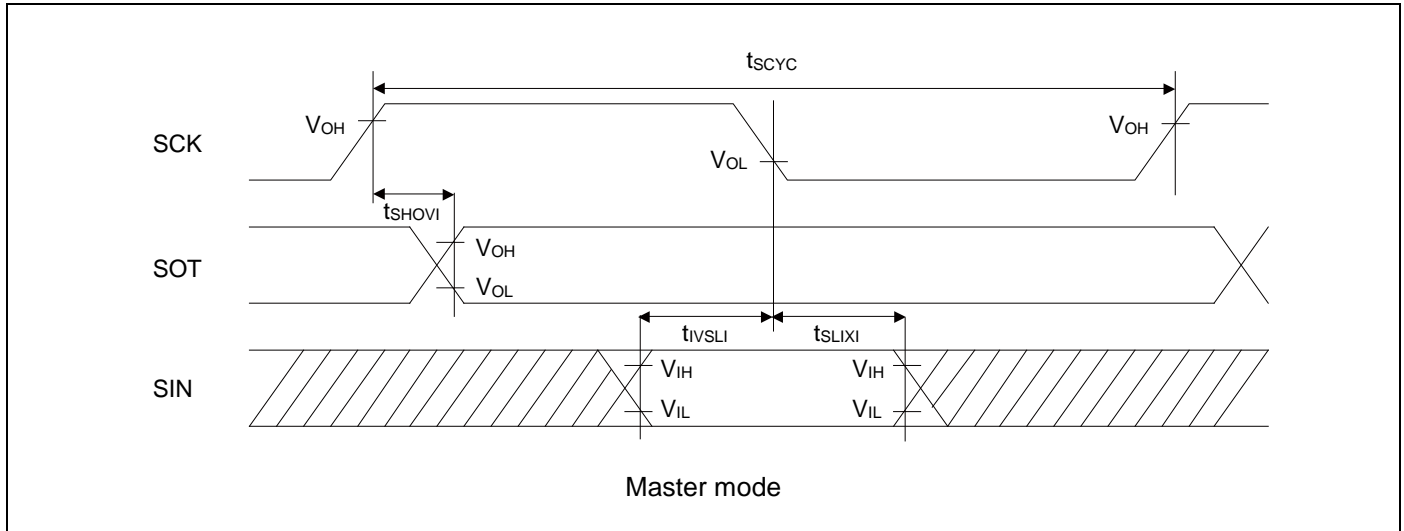 tSCYC
SCK
VOH
VOL
VOH
tSHOVI
SOT
VOH
VOL
tIVSLI
tSLIXI
SIN
VIH
VIL
VIH
VIL
Master mode